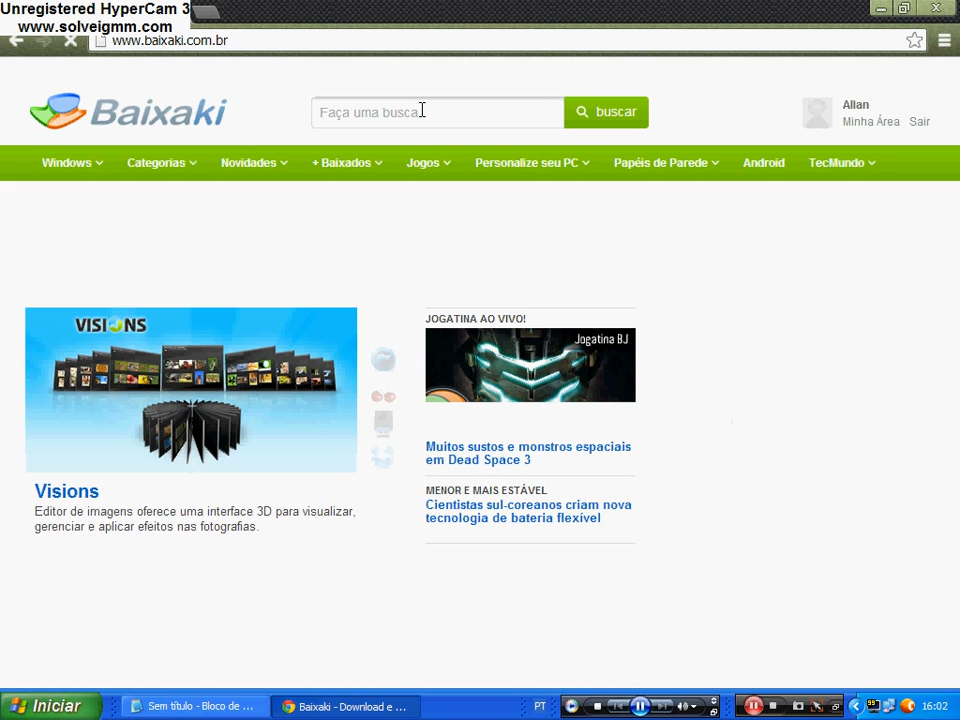 Unregistered HyperCam 3
www.solveigmm.com
www.baixaki.com.br
Baixaki
Faça uma busca
buscar
Allan
Minha Área Sair
Windows Categorias Novidades + Baixados Jogos Personalize seu PC Papéis de Parede Android TecMundo
VISIONS
JOGATINA AO VIVO!
Jogatina BJ
Muitos sustos e monstros espaciais
em Dead Space 3
MENOR E MAIS ESTÁVEL
Cientistas sul-coreanos criam nova
tecnologia de bateria flexível
Visions
Editor de imagens oferece uma interface 3D para visualizar,
gerenciar e aplicar efeitos nas fotografias.
Iniciar
Sem título - Bloco de ...
Baixaki - Download e ...
PT
99
16:02